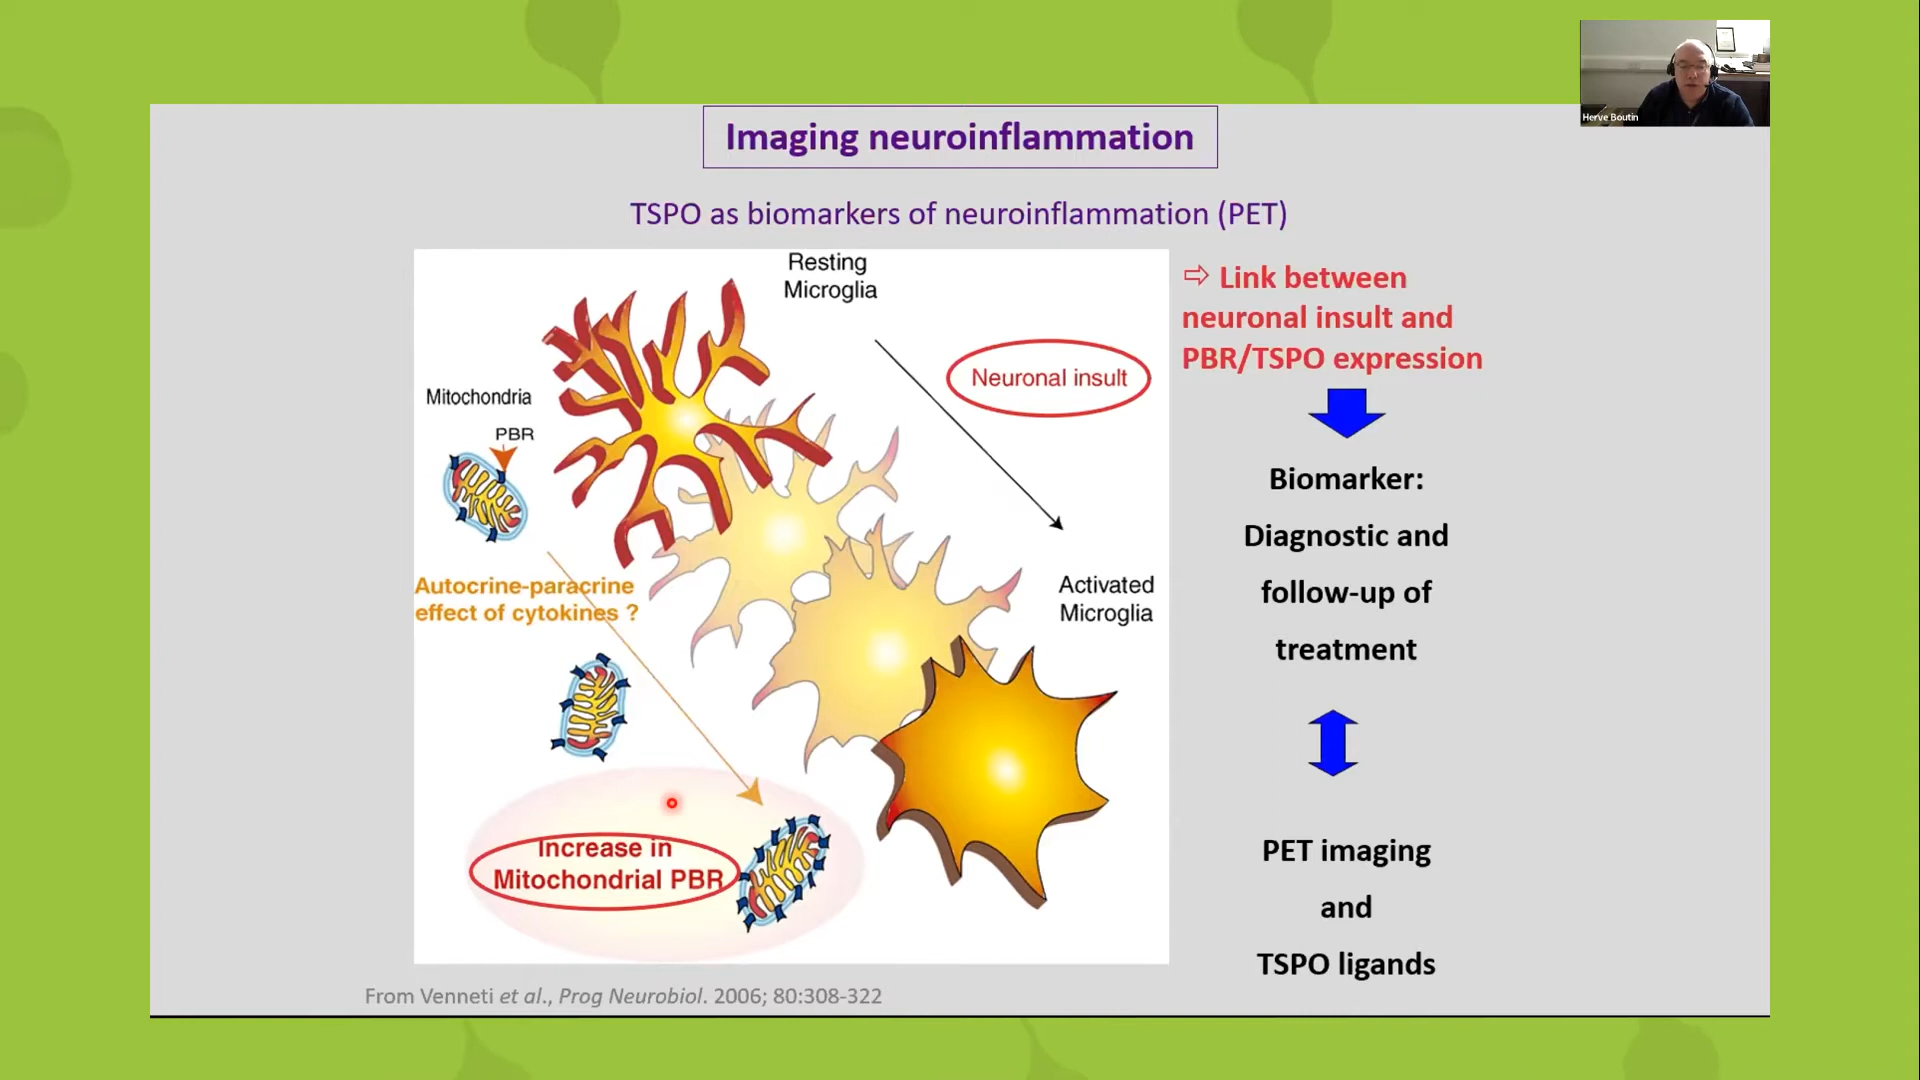 Herve Boutin
Imaging neuroinflammation
TSPO as biomarkers of neuroinflammation (PET)
Resting
Microglia
Neuronal insult
Mitochondria
PBR
Autocrine-paracrine
effect of cytokines ?
Activated
Microglia
Increase in
Mitochondrial PBR
⇨ Link between
neuronal insult and
PBR/TSPO expression
Biomarker:
Diagnostic and
follow-up of
treatment
PET imaging
and
TSPO ligands
From Venneti et al., Prog Neurobiol. 2006; 80:308-322